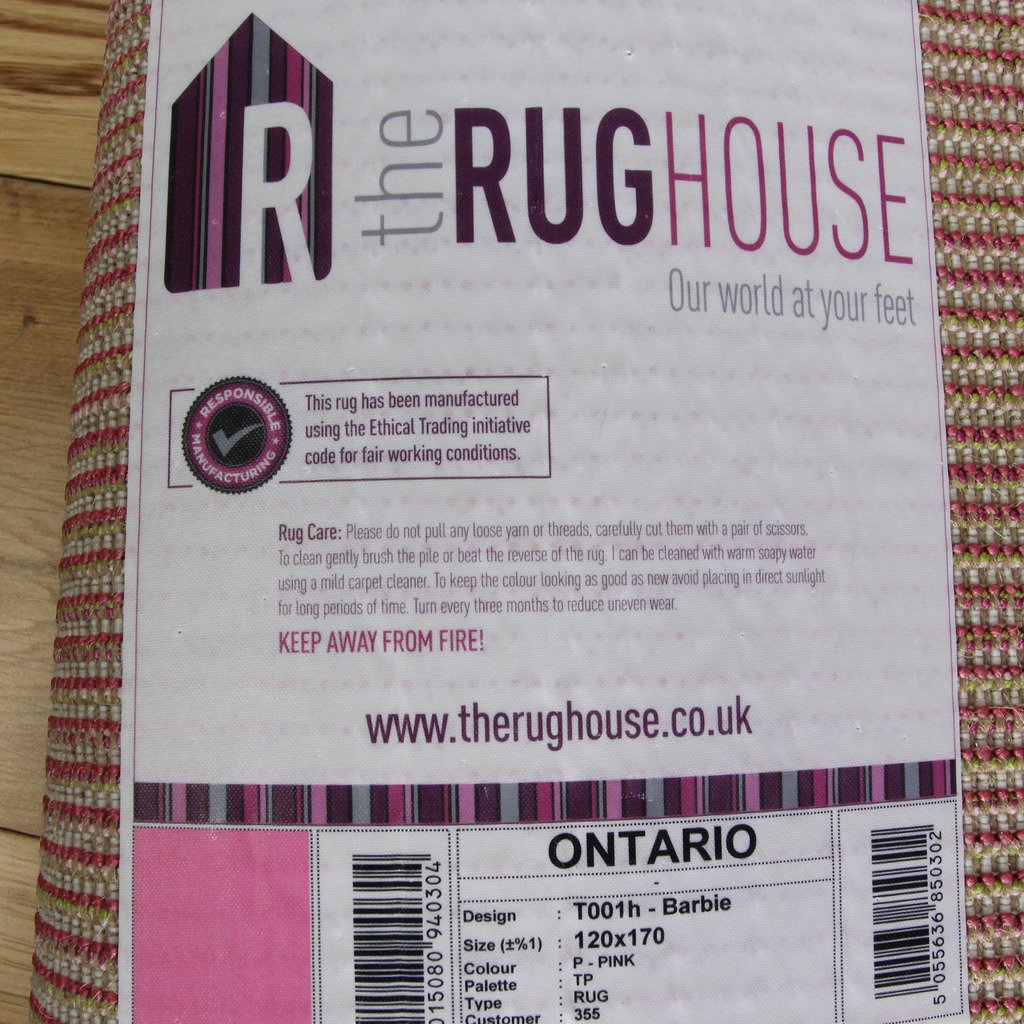 R
the RUGHOUSE
Our world at your feet
RESPONSIBLE
MANUFACTURING
This rug has been manufactured
using the Ethical Trading initiative
code for fair working conditions.
Rug Care: Please do not pull any loose yarn or threads, carefully cut them with a pair of scissors.
To clean gently brush the pile or beat the reverse of the rug. I can be cleaned with warm soapy water
using a mild carpet cleaner. To keep the colour looking as good as new avoid placing in direct sunlight
for long periods of time. Turn every three months to reduce uneven wear.
KEEP AWAY FROM FIRE!
www.therughouse.co.uk
015080 940304
ONTARIO
-
Design : T001h - Barbie
Size (±%1) : 120x170
Colour : P - PINK
Palette : TP
Type : RUG
Customer : 355
5 055636 850302